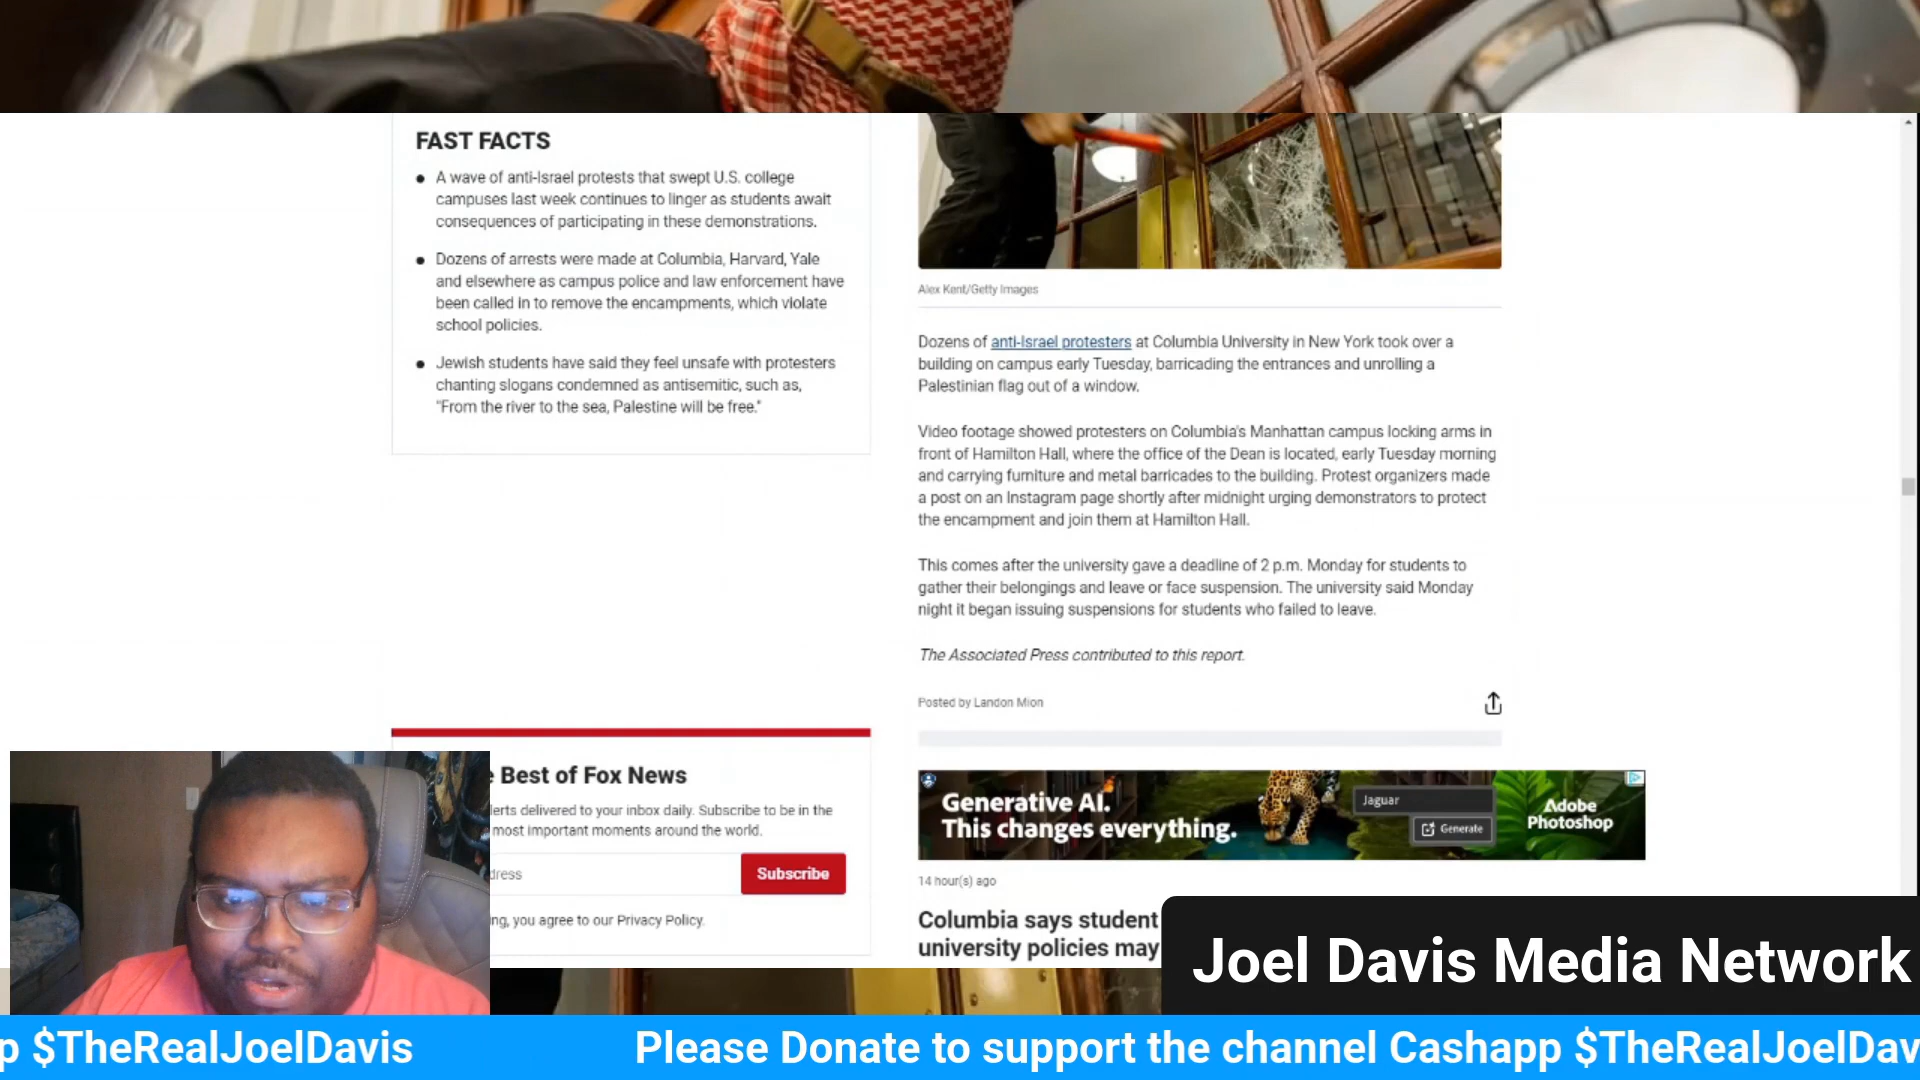 FAST FACTS
A wave of anti-Israel protests that swept U.S. college
campuses last week continues to linger as students await
consequences of participating in these demonstrations.
Dozens of arrests were made at Columbia, Harvard, Yale
and elsewhere as campus police and law enforcement have
been called in to remove the encampments, which violate
school policies.
Jewish students have said they feel unsafe with protesters
chanting slogans condemned as antisemitic, such as,
"From the river to the sea, Palestine will be free."
Alex Kent/Getty Images
Dozens of anti-Israel protesters at Columbia University in New York took over a
building on campus early Tuesday, barricading the entrances and unrolling a
Palestinian flag out of a window.
Video footage showed protesters on Columbia's Manhattan campus locking arms in
front of Hamilton Hall, where the office of the Dean is located, early Tuesday morning
and carrying furniture and metal barricades to the building. Protest organizers made
a post on an Instagram page shortly after midnight urging demonstrators to protect
the encampment and join them at Hamilton Hall.
This comes after the university gave a deadline of 2 p.m. Monday for students to
gather their belongings and leave or face suspension. The university said Monday
night it began issuing suspensions for students who failed to leave.
The Associated Press contributed to this report.
Posted by Landon Mion
e Best of Fox News
lerts delivered to your inbox daily. Subscribe to be in the
most important moments around the world.
dress
Subscribe
ing, you agree to our Privacy Policy.
Generative AI.
This changes everything.
Jaguar
Generate
Adobe
Photoshop
14 hour(s) ago
Columbia says student
university policies may
Joel Davis Media Network
p $TheRealJoelDavis
Please Donate to support the channel Cashapp $TheRealJoelDav